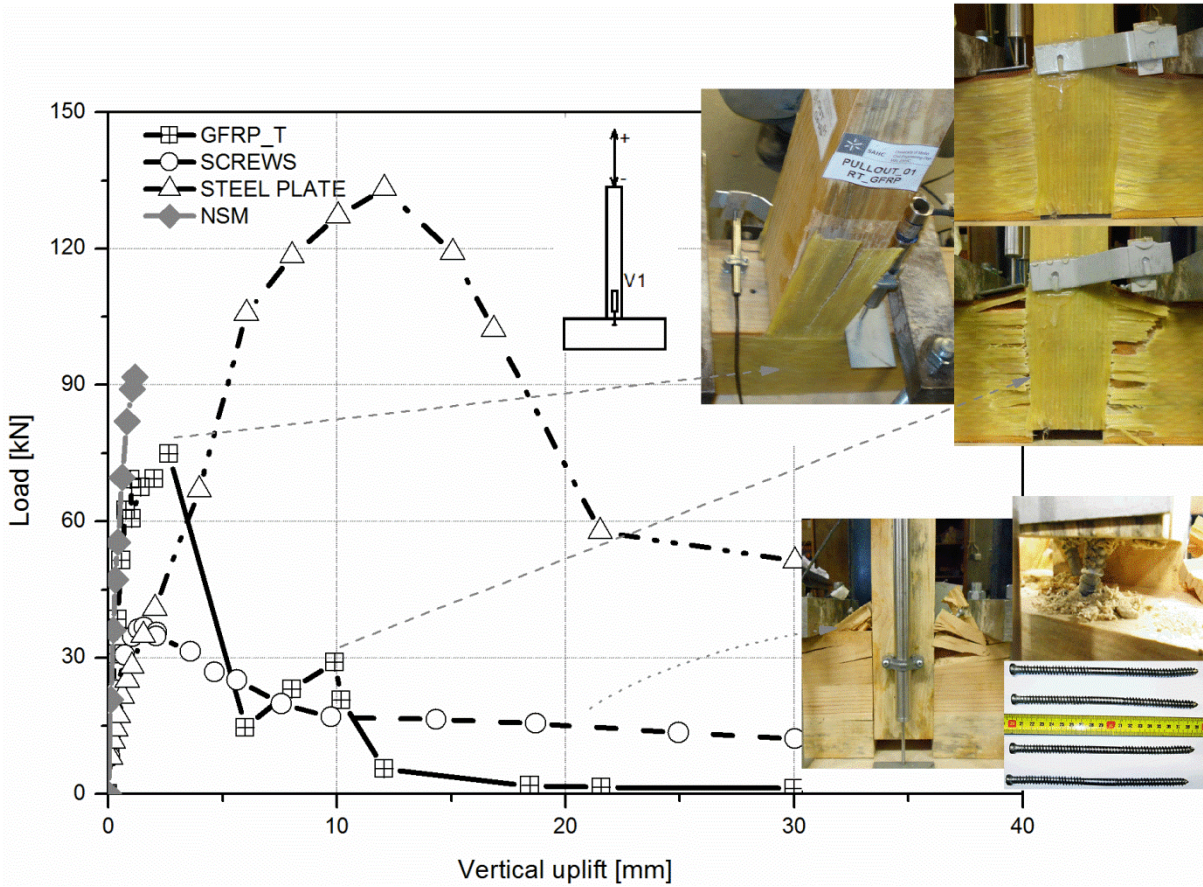 150
120
90
60
30
0
Load [kN]
GFRP_T
SCREWS
STEEL PLATE
NSM
+
-
V1
SAHC
PULLOUT_01
RT_GFRP
0
10
20
30
40
Vertical uplift [mm]